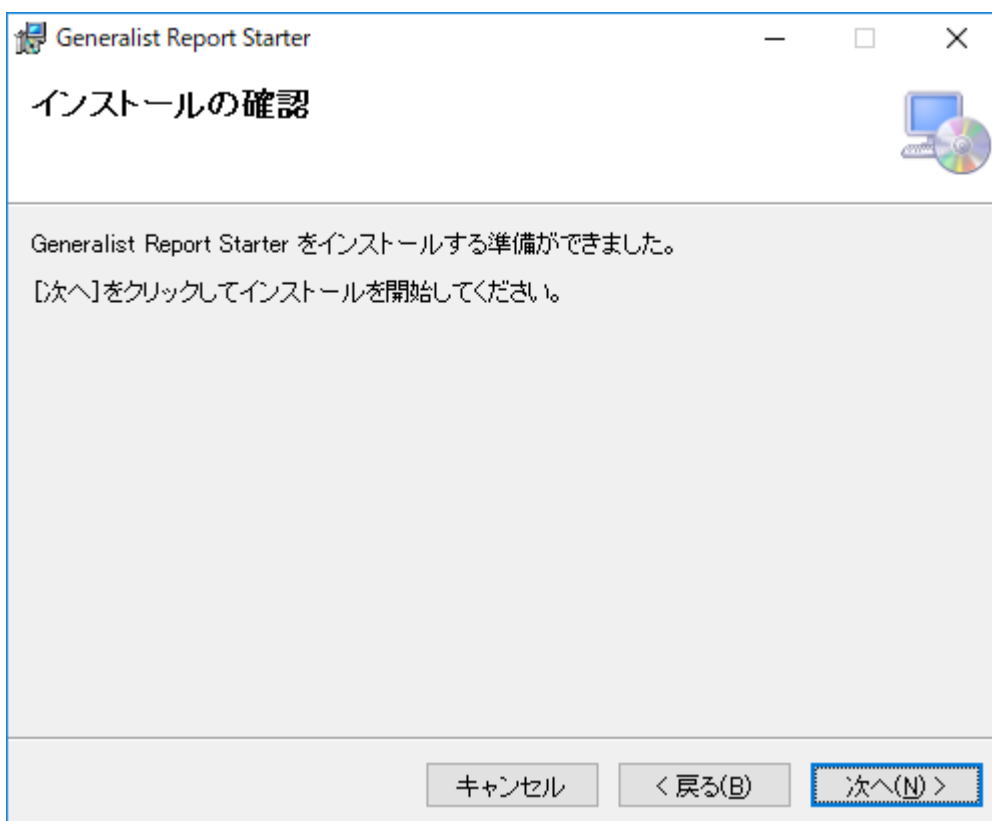 Generalist Report Starter
インストールの確認
Generalist Report Starter をインストールする準備ができました。
[次へ]をクリックしてインストールを開始してください。
キャンセル
< 戻る(B)
次へ(N) >